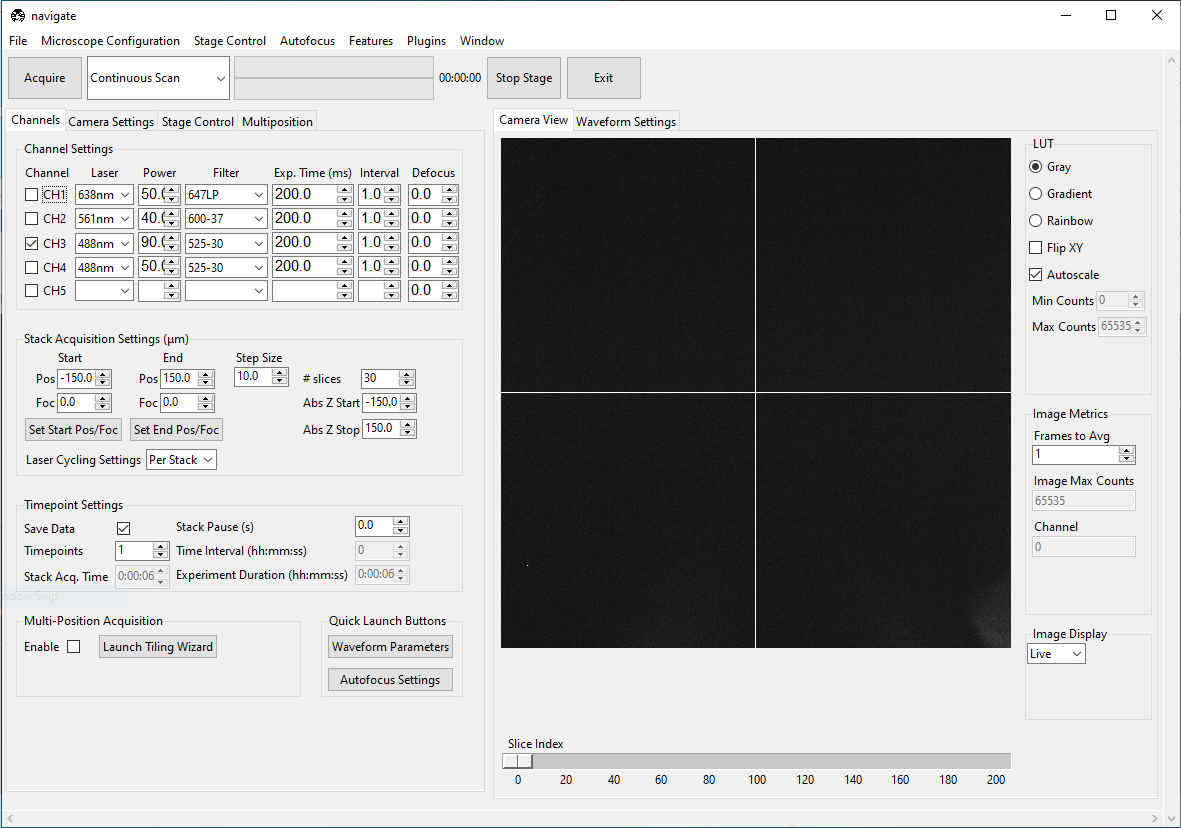 navigate
File Microscope Configuration Stage Control Autofocus Features Plugins Window
Acquire Continuous Scan 00:00:00 Stop Stage Exit
Channels Camera Settings Stage Control Multiposition
Channel Settings
Channel Laser Power Filter Exp. Time (ms) Interval Defocus
CH1 638nm 50.0 647LP 200.0 1.0 0.0
CH2 561nm 40.0 600-37 200.0 1.0 0.0
CH3 488nm 90.0 525-30 200.0 1.0 0.0
CH4 488nm 50.0 525-30 200.0 1.0 0.0
CH5 0.0
Stack Acquisition Settings (µm)
Start End Step Size
Pos -150.0 Pos 150.0 10.0 # slices 30
Foc 0.0 Foc 0.0 Abs Z Start -150.0
Set Start Pos/Foc Set End Pos/Foc Abs Z Stop 150.0
Laser Cycling Settings Per Stack
Timepoint Settings
Save Data Stack Pause (s) 0.0
Timepoints 1 Time Interval (hh:mm:ss) 0
Stack Acq. Time 0:00:06 Experiment Duration (hh:mm:ss) 0:00:06
ndow Snip
Multi-Position Acquisition
Enable Launch Tiling Wizard
Quick Launch Buttons
Waveform Parameters
Autofocus Settings
Camera View Waveform Settings
Slice Index
0 20 40 60 80 100 120 140 160 180 200
LUT
Gray
Gradient
Rainbow
Flip XY
Autoscale
Min Counts 0
Max Counts 65535
Image Metrics
Frames to Avg
1
Image Max Counts
65535
Channel
0
Image Display
Live